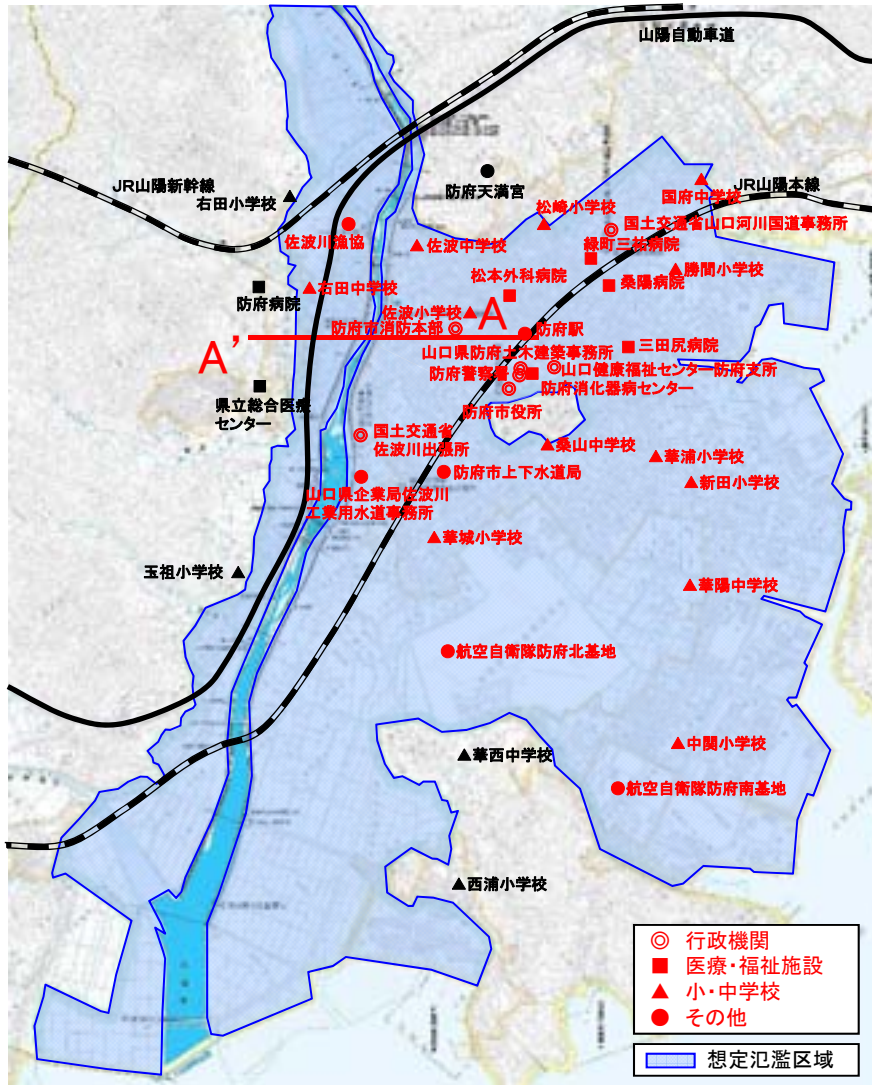 山陽自動車道
防府天満宮
JR山陽新幹線
右田小学校
国府中学校
JR山陽本線
松崎小学校
国土交通省山口河川国道事務所
佐波川漁協
佐波中学校
緑町三祐病院
松本外科病院
勝間小学校
桑陽病院
防府病院
右田中学校
佐波小学校
A
防府市消防本部
防府駅
A’
山口県防府土木建築事務所
三田尻病院
防府警察署
山口健康福祉センター防府支所
防府消化器病センター
県立総合医療
センター
防府市役所
国土交通省
佐波川出張所
桑山中学校
華浦小学校
防府市上下水道局
新田小学校
山口県企業局佐波川
工業用水道事務所
華城小学校
玉祖小学校
華陽中学校
航空自衛隊防府北基地
中関小学校
華西中学校
航空自衛隊防府南基地
西浦小学校
行政機関
医療・福祉施設
小・中学校
その他
想定氾濫区域